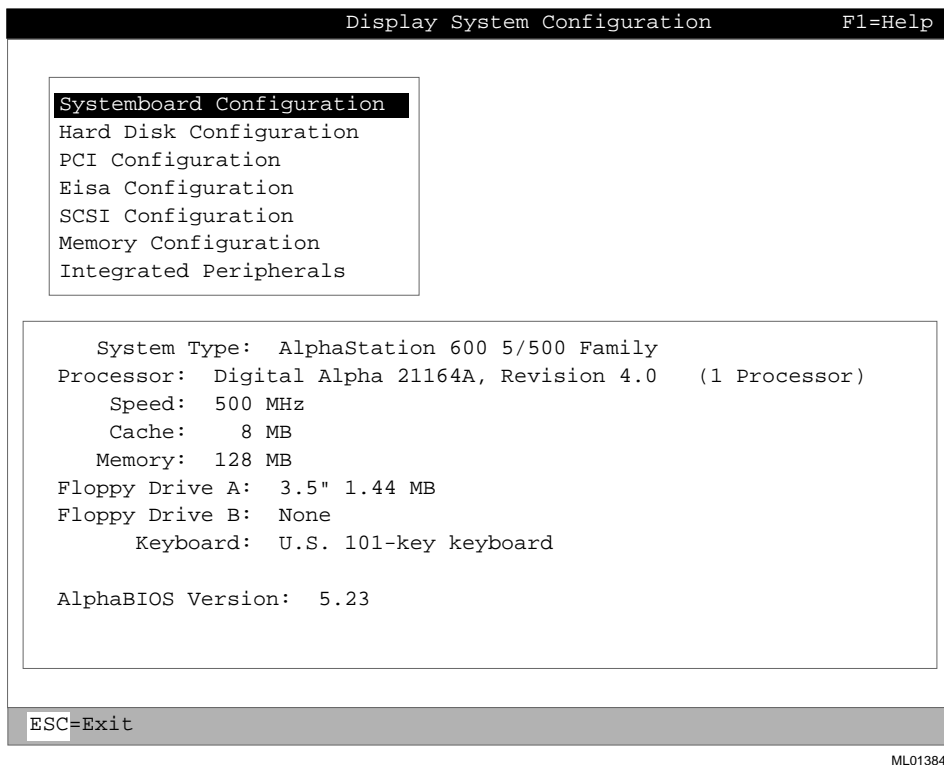 Display System Configuration F1=Help
Systemboard Configuration
Hard Disk Configuration
PCI Configuration
Eisa Configuration
SCSI Configuration
Memory Configuration
Integrated Peripherals
System Type: AlphaStation 600 5/500 Family
Processor: Digital Alpha 21164A, Revision 4.0 (1 Processor)
Speed: 500 MHz
Cache: 8 MB
Memory: 128 MB
Floppy Drive A: 3.5" 1.44 MB
Floppy Drive B: None
Keyboard: U.S. 101-key keyboard
AlphaBIOS Version: 5.23
ESC=Exit
ML01384